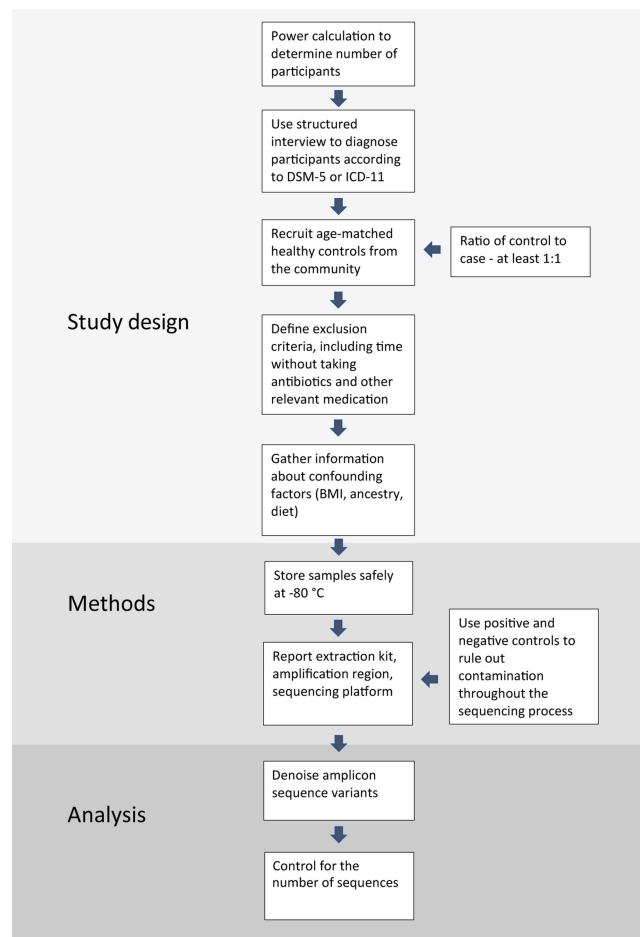 Power calculation to
determine number of
participants
Use structured
interview to diagnose
participants according
to DSM-5 or ICD-11
Recruit age-matched
healthy controls from
the community
Ratio of control to
case - at least 1:1
Study design
Define exclusion
criteria, including time
without taking
antibiotics and other
relevant medication
Gather information
about confounding
factors (BMI, ancestry,
diet)
Methods
Store samples safely
at -80 °C
Report extraction kit,
amplification region,
sequencing platform
Use positive and
negative controls to
rule out
contamination
throughout the
sequencing process
Analysis
Denoise amplicon
sequence variants
Control for the
number of sequences